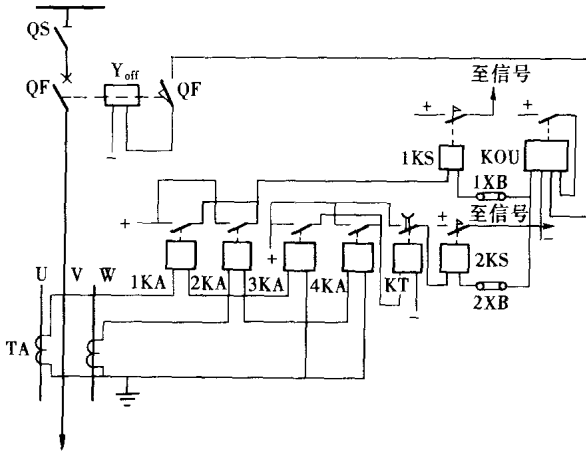 QS
至信号
QF
Y_off
QF
+
+
1KS
KOU
−
1XB
至信号
+
+
+
−
U V W
1KA 2KA 3KA 4KA KT
2KS
−
2XB
TA